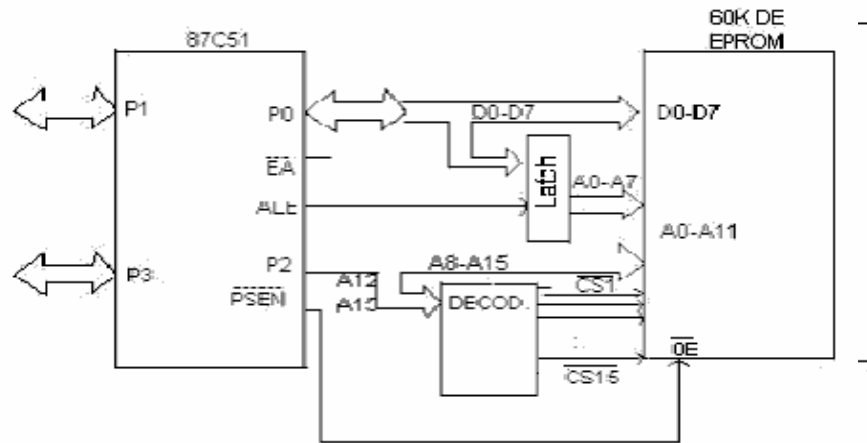 60K DE
EPROM
87C51
P1
P0
D0-D7
D0-D7
EA
Latch
A0-A7
ALE
A0-A11
P2
A8-A15
P3
A12
CS1
PSEN
A15
DECOD.
OE
CS15